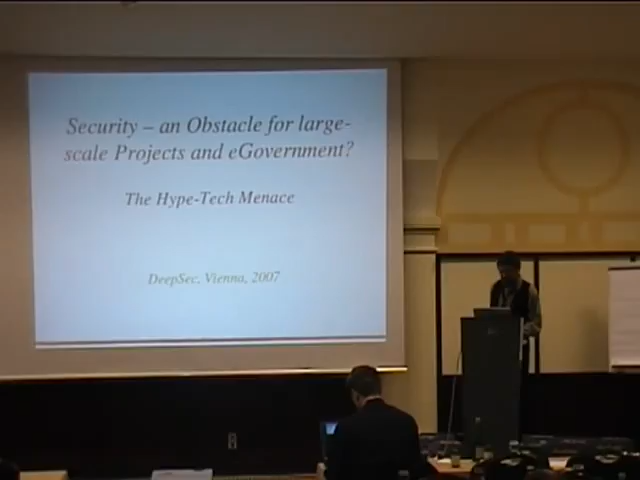 Security – an Obstacle for large-
scale Projects and eGovernment?
The Hype-Tech Menace
DeepSec, Vienna, 2007